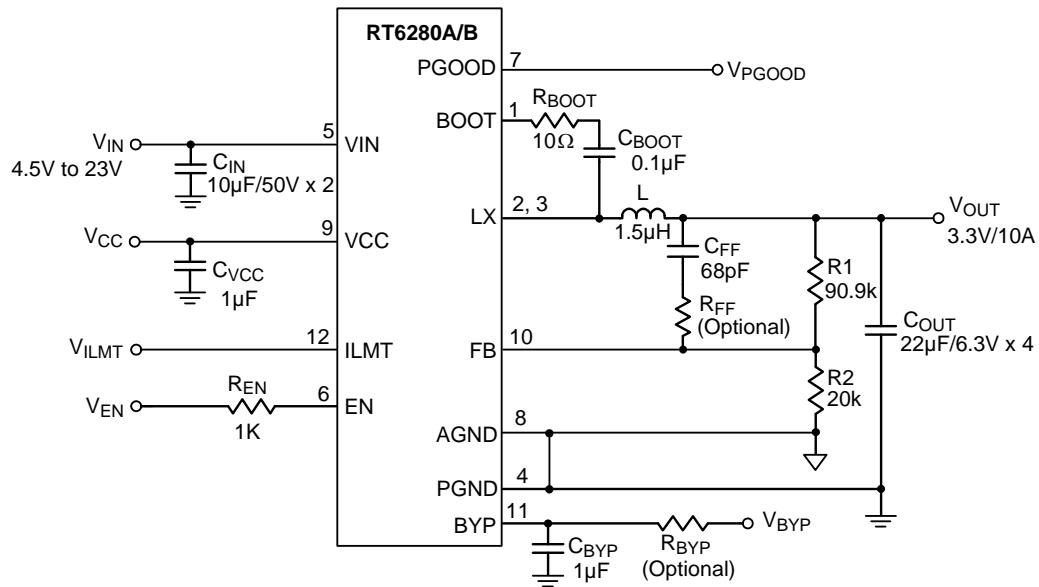 RT6280A/B
PGOOD
7
VPGOOD
BOOT
1
RBOOT
10Ω
CBOOT
0.1µF
VIN
4.5V to 23V
5
VIN
CIN
10µF/50V x 2
LX
2, 3
L
1.5µH
VOUT
3.3V/10A
VCC
9
VCC
CVCC
1µF
CFF
68pF
RFF
(Optional)
R1
90.9k
COUT
22µF/6.3V x 4
VILMT
12
ILMT
FB
10
R2
20k
VEN
REN
1K
6
EN
AGND
8
PGND
4
BYP
11
CBYP
1µF
RBYP
(Optional)
VBYP